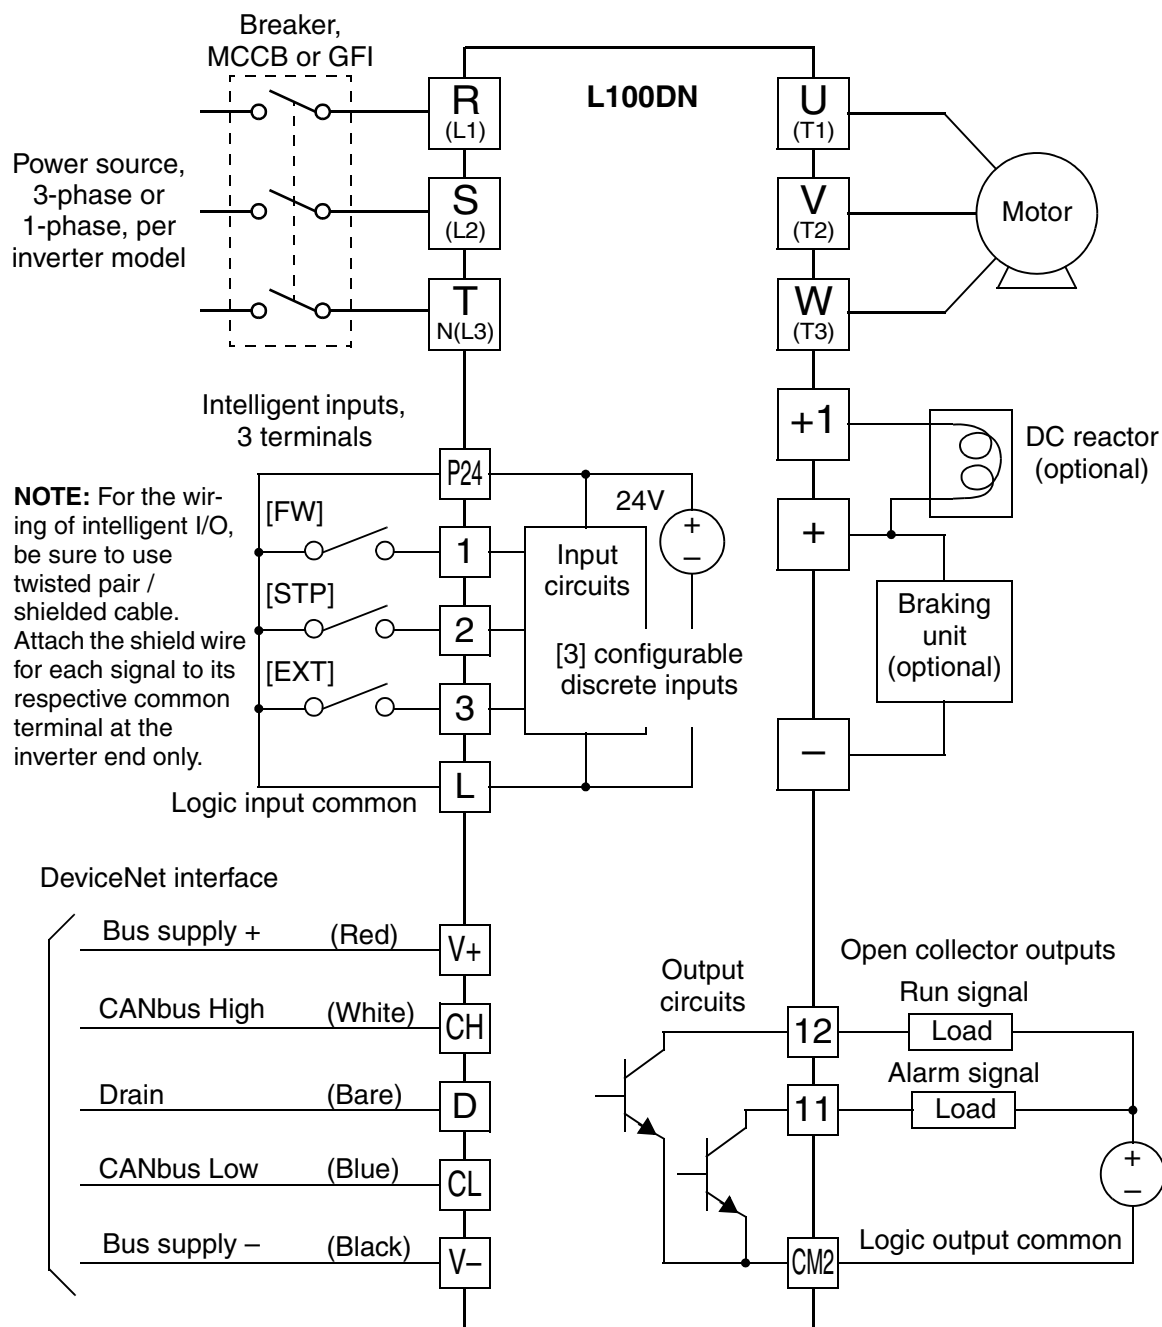 Breaker,
MCCB or GFI
L100DN
R
(L1)
U
(T1)
Power source,
3-phase or
1-phase, per
inverter model
S
(L2)
V
(T2)
Motor
T
N(L3)
W
(T3)
Intelligent inputs,
3 terminals
+1
DC reactor
(optional)
P24
24V
NOTE: For the wir-
ing of intelligent I/O,
be sure to use
twisted pair /
shielded cable.
Attach the shield wire
for each signal to its
respective common
terminal at the
inverter end only.
[FW]
1
Input
circuits
+
–
+
[STP]
2
[3] configurable
discrete inputs
Braking
unit
(optional)
[EXT]
3
–
L
Logic input common
DeviceNet interface
Bus supply + (Red) V+
CANbus High (White) CH
Drain (Bare) D
CANbus Low (Blue) CL
Bus supply – (Black) V–
Output
circuits
Open collector outputs
Run signal
12
Load
Alarm signal
11
Load
+
–
Logic output common
CM2